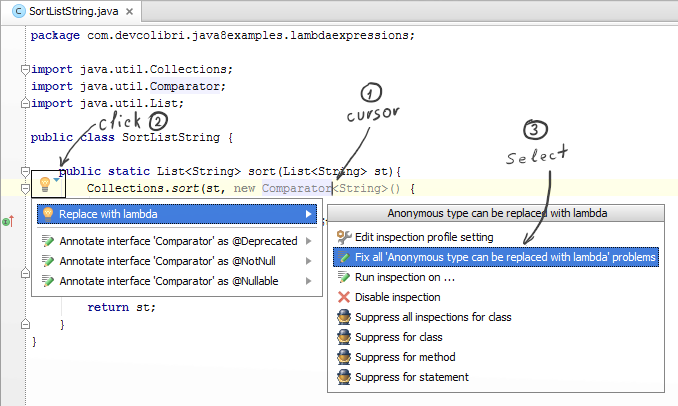 SortListString.java
package com.devcolibri.java8examples.lambdaexpressions;
import java.util.Collections;
import java.util.Comparator;
import java.util.List;
click 2
1
cursor
public class SortListString {
3
select
public static List<String> sort(List<String> st){
Collections.sort(st, new Comparator<String>() {
Replace with lambda
Anonymous type can be replaced with lambda
Annotate interface 'Comparator' as @Deprecated
Annotate interface 'Comparator' as @NotNull
Annotate interface 'Comparator' as @Nullable
Edit inspection profile setting
Fix all 'Anonymous type can be replaced with lambda' problems
Run inspection on ...
Disable inspection
Suppress all inspections for class
Suppress for class
Suppress for method
Suppress for statement
return st;
}
}